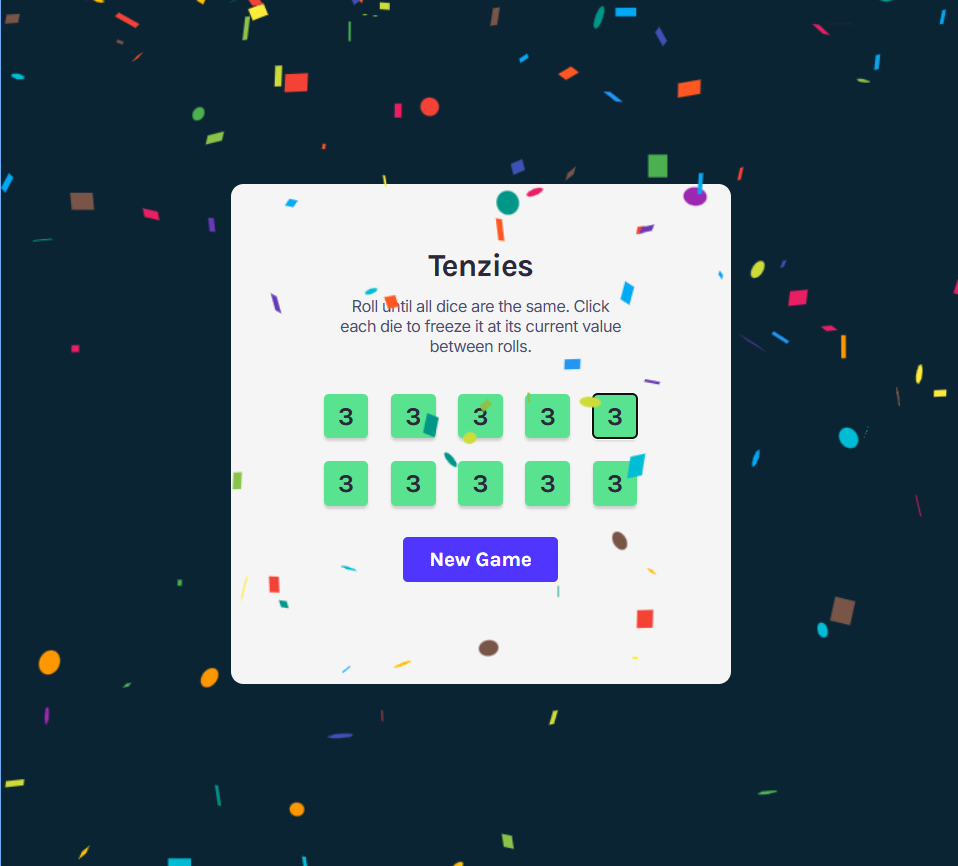 Tenzies
Roll until all dice are the same. Click
each die to freeze it at its current value
between rolls.
3 3 3 3 3
3 3 3 3 3
New Game